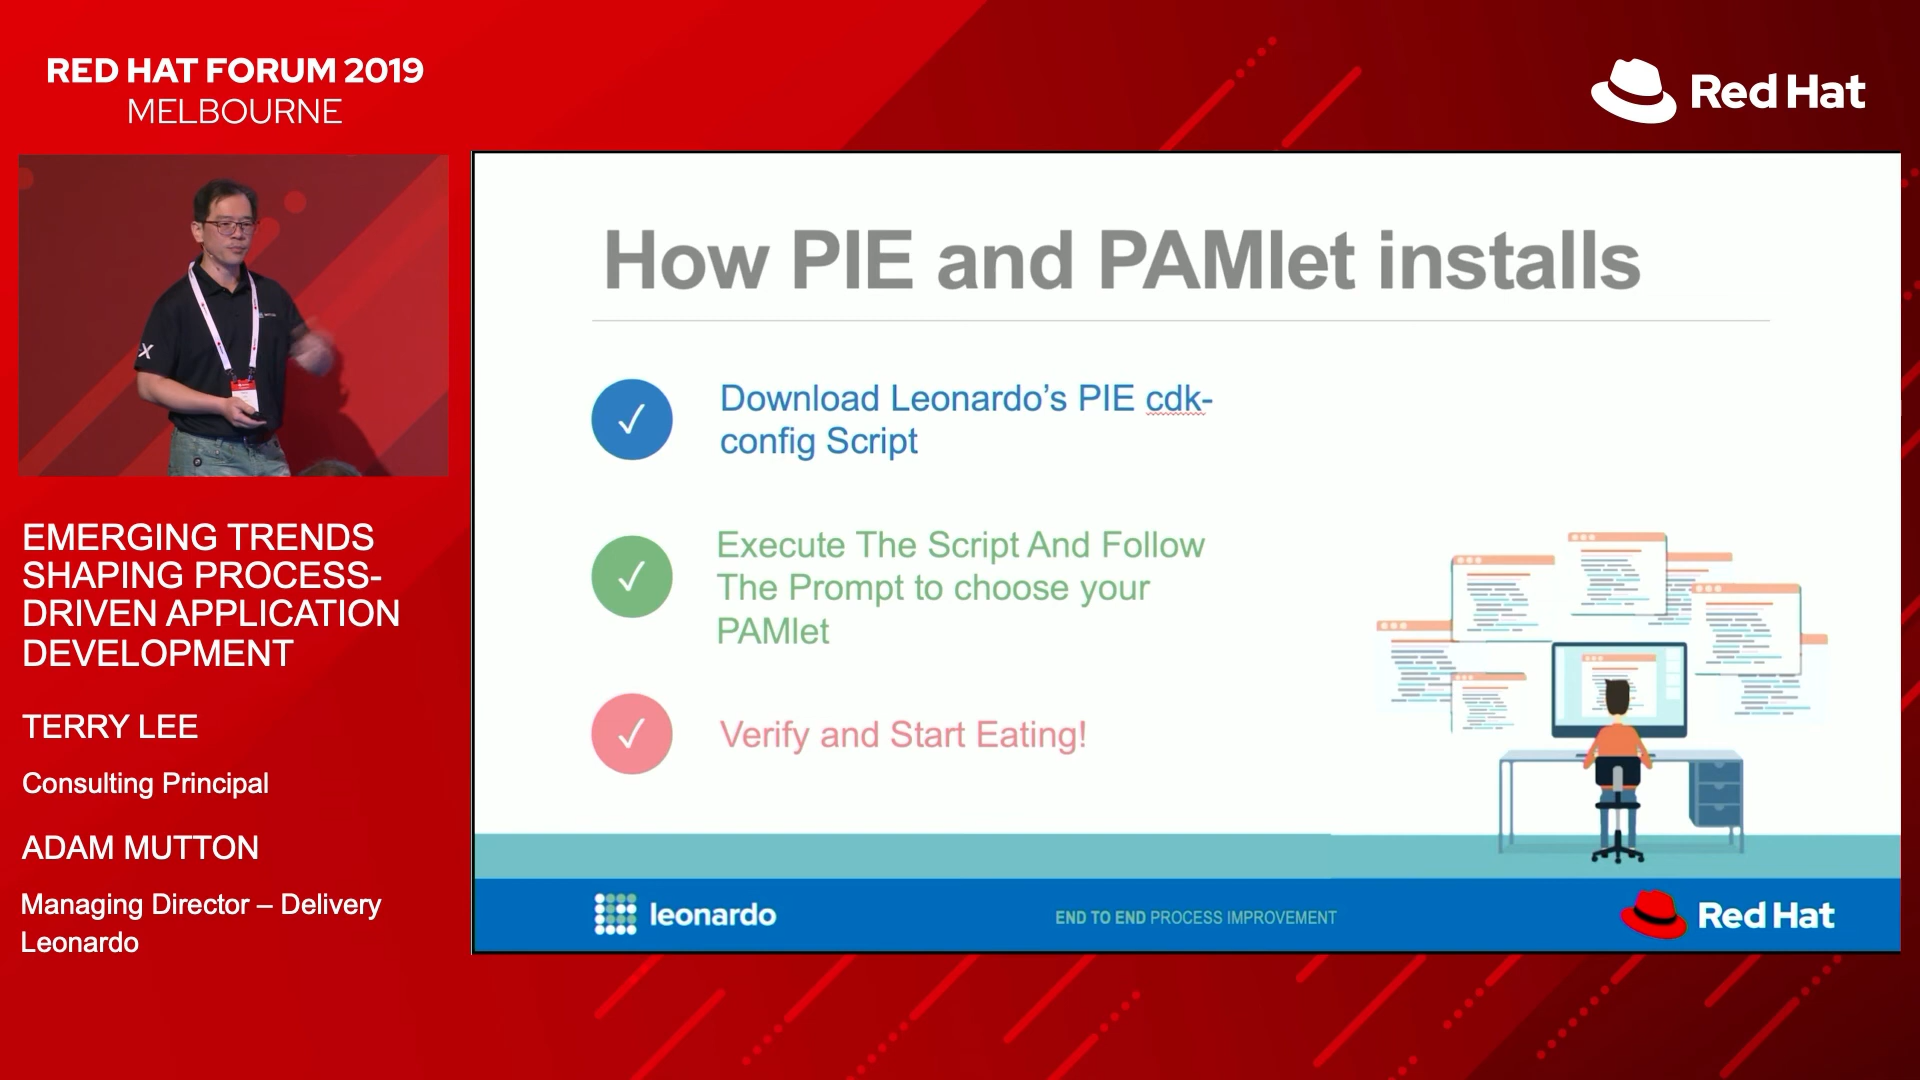 RED HAT FORUM 2019
MELBOURNE
Red Hat
X
EMERGING TRENDS
SHAPING PROCESS-
DRIVEN APPLICATION
DEVELOPMENT
TERRY LEE
Consulting Principal
ADAM MUTTON
Managing Director – Delivery
Leonardo
How PIE and PAMlet installs
✓ Download Leonardo’s PIE cdk-
config Script
✓ Execute The Script And Follow
The Prompt to choose your
PAMlet
✓ Verify and Start Eating!
leonardo
END TO END PROCESS IMPROVEMENT
Red Hat